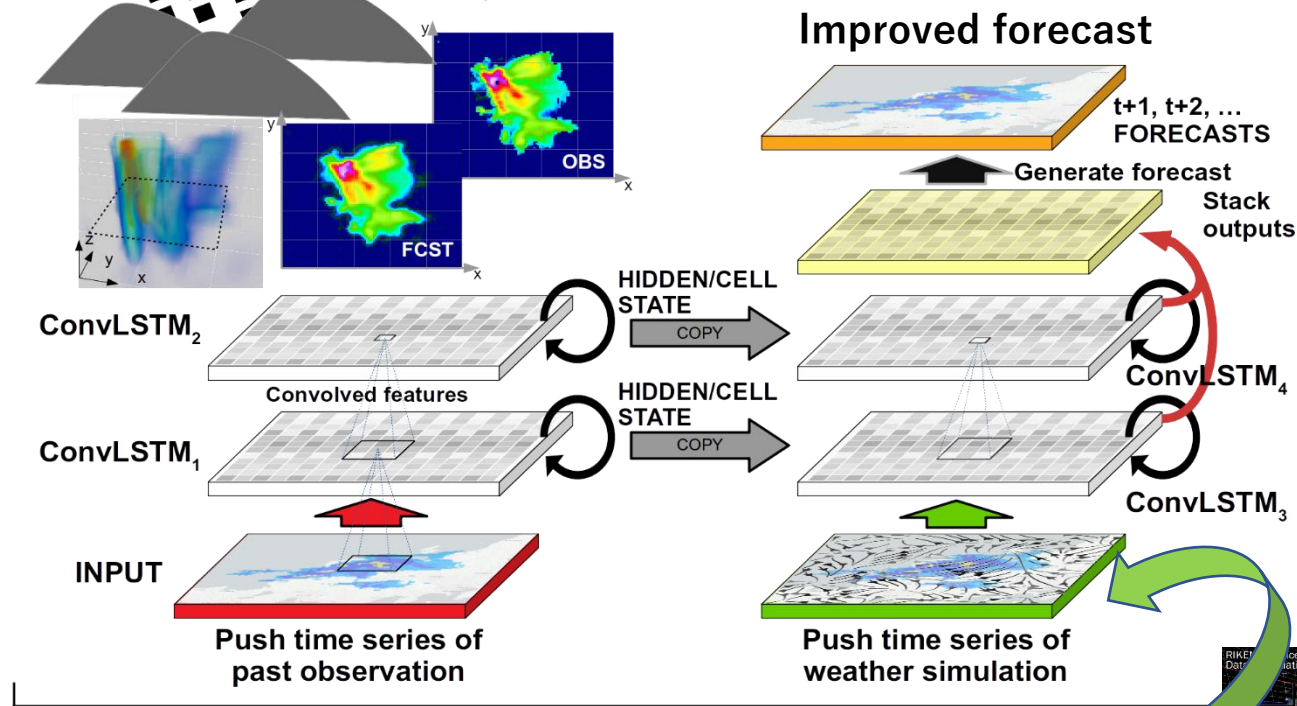 Improved forecast
y
OBS
x
y
FCST
x
z
y
x
t+1, t+2, ...
FORECASTS
Generate forecast
Stack
outputs
ConvLSTM2
HIDDEN/CELL
STATE
COPY
ConvLSTM4
Convolved features
HIDDEN/CELL
STATE
COPY
ConvLSTM1
ConvLSTM3
INPUT
Push time series of
past observation
Push time series of
weather simulation
RIKEN